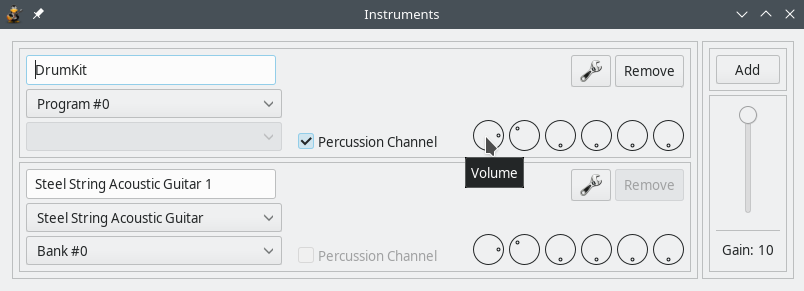 Instruments
DrumKit
Remove
Program #0
Percussion Channel
Volume
Steel String Acoustic Guitar 1
Remove
Steel String Acoustic Guitar
Bank #0
Percussion Channel
Add
Gain: 10